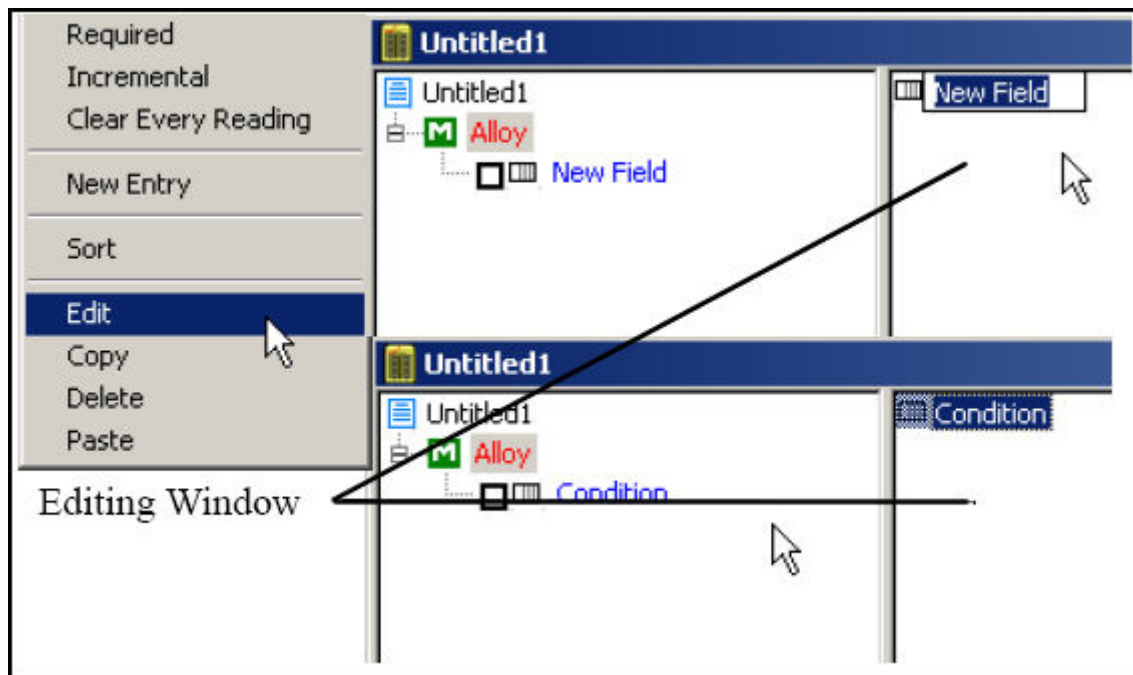 Required
Incremental
Clear Every Reading
New Entry
Sort
Edit
Copy
Delete
Paste
Editing Window
Untitled1
Untitled1
M Alloy
New Field
New Field
Untitled1
Untitled1
M Alloy
Condition
Condition